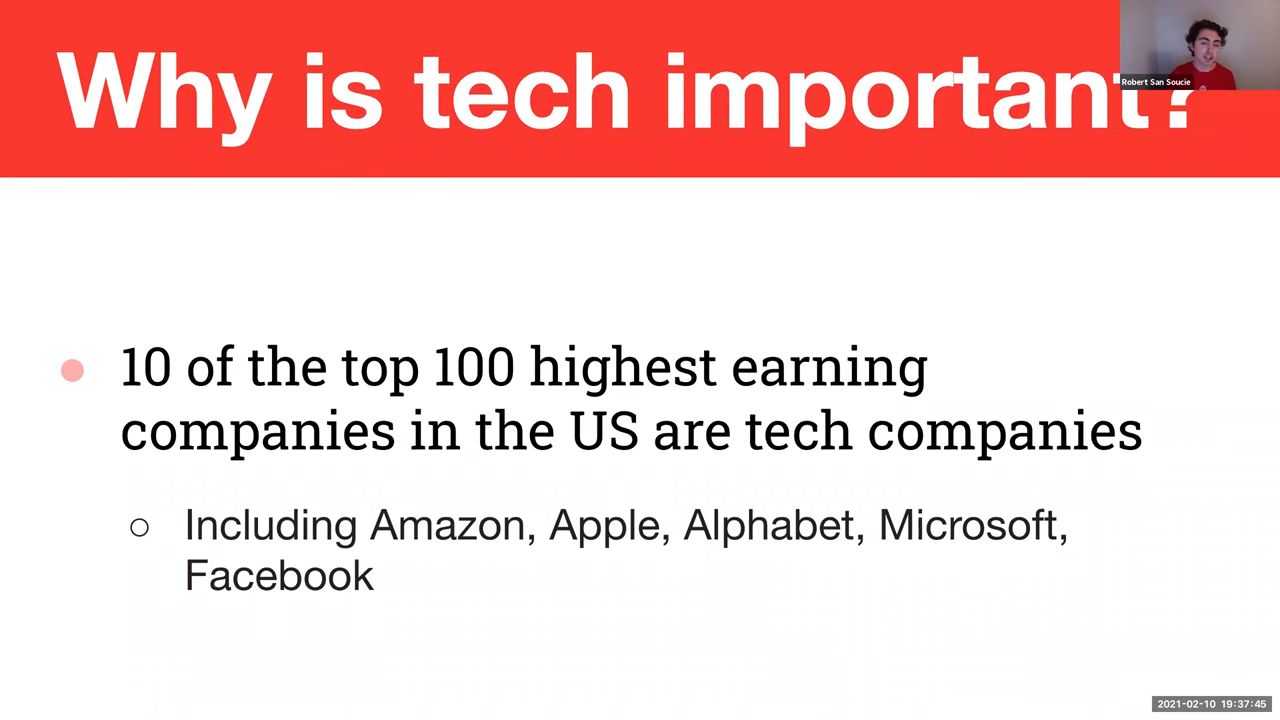 Why is tech important?
Robert San Soucie
● 10 of the top 100 highest earning
companies in the US are tech companies
○ Including Amazon, Apple, Alphabet, Microsoft,
Facebook
2021-02-10 19:37:45